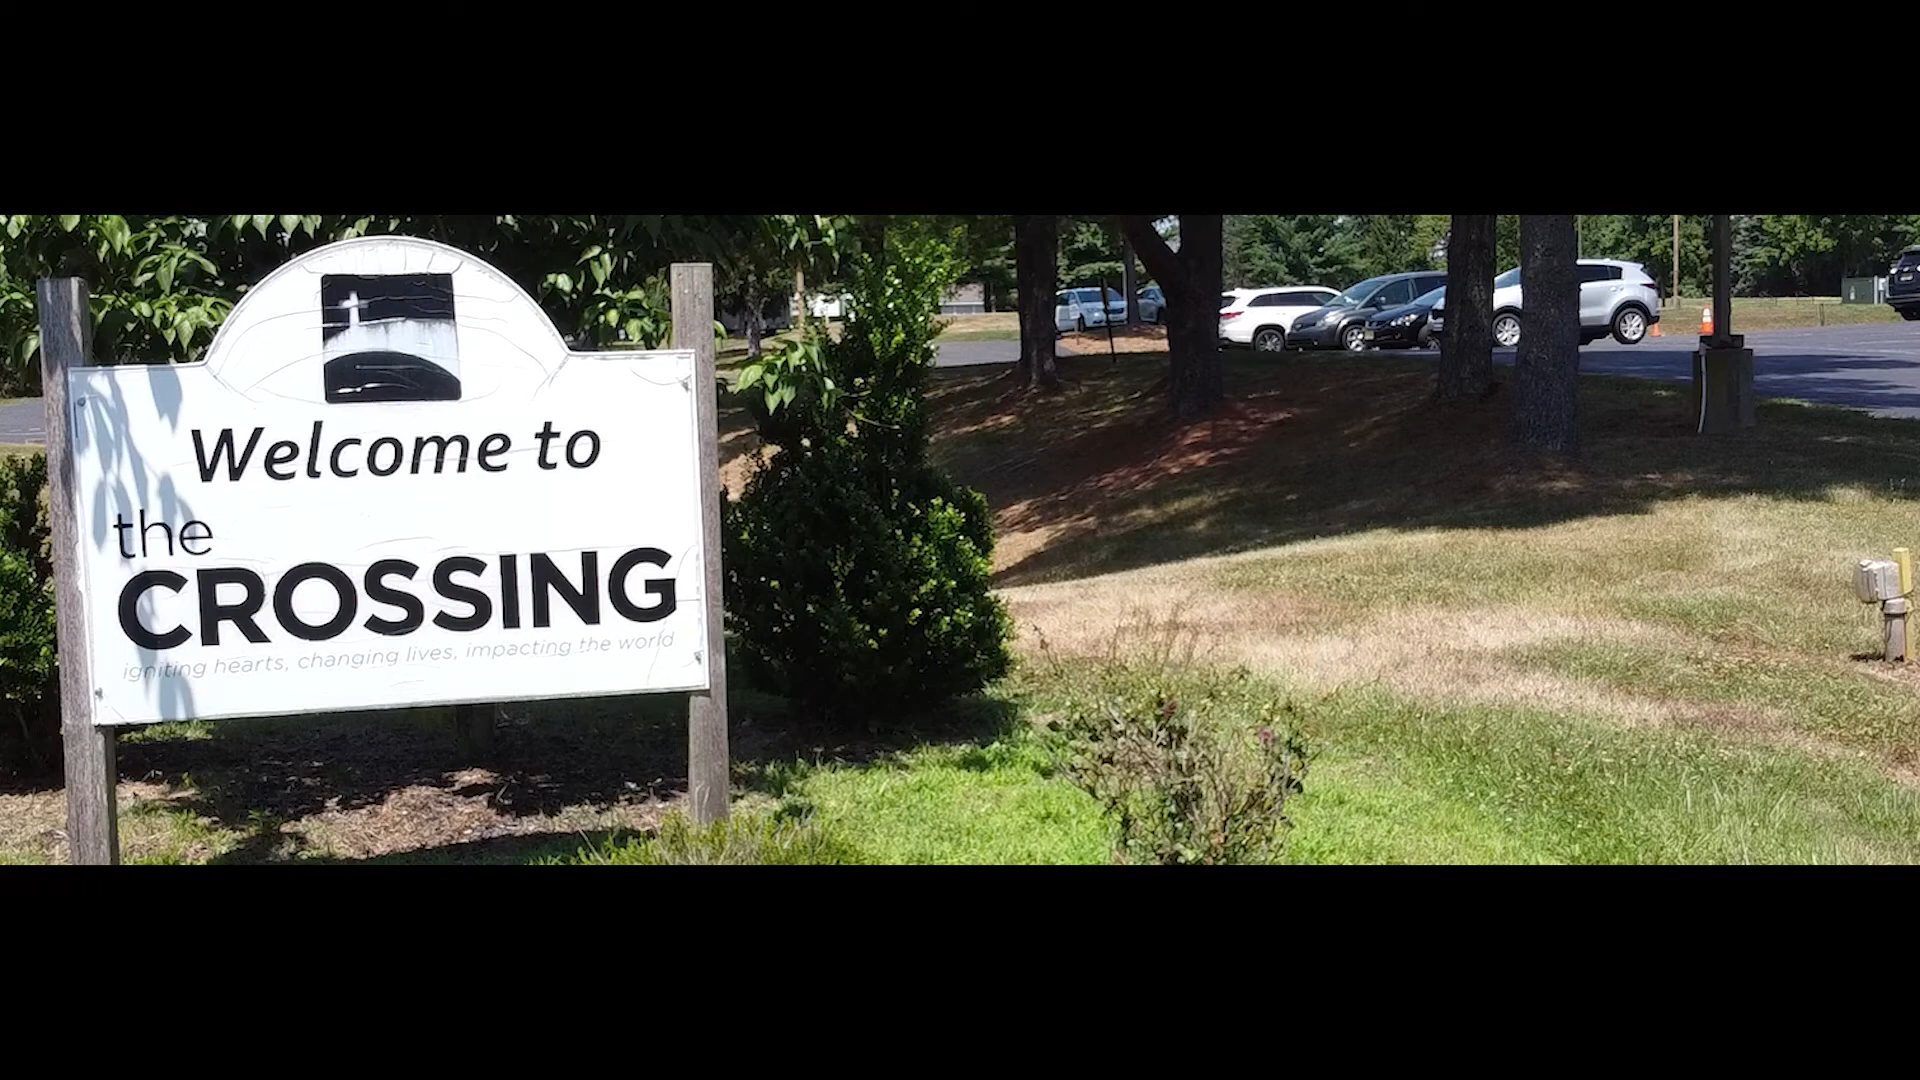 Welcome to
the
CROSSING
igniting hearts, changing lives, impacting the world